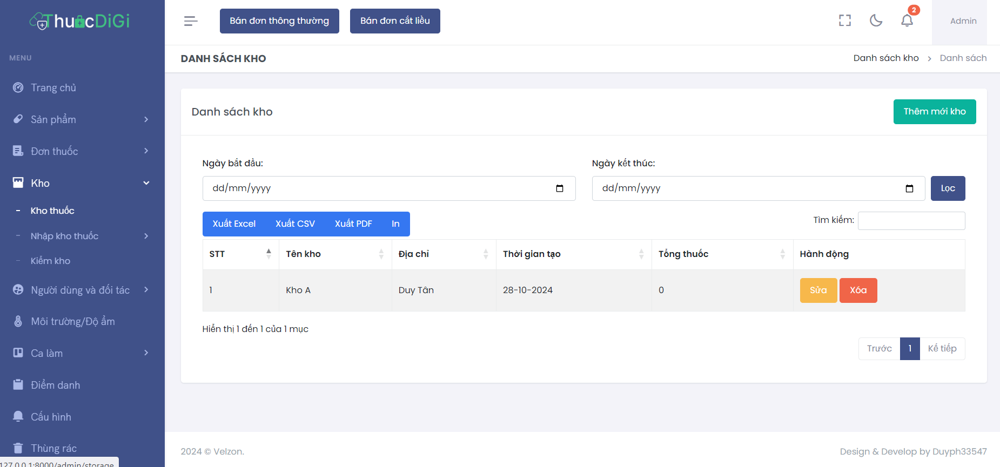 ThuocDiGi
Bán đơn thông thường
Bán đơn cắt liều
2
Admin
MENU
DANH SÁCH KHO
Danh sách kho > Danh sách
Trang chủ
Sản phẩm
Đơn thuốc
Kho
- Kho thuốc
- Nhập kho thuốc
- Kiểm kho
Người dùng và đối tác
Môi trường/Độ ẩm
Ca làm
Điểm danh
Cấu hình
Thùng rác
127.0.0.1:8000/admin/storage
Danh sách kho
Thêm mới kho
Ngày bắt đầu:
Ngày kết thúc:
dd/mm/yyyy
dd/mm/yyyy
Lọc
Xuất Excel Xuất CSV Xuất PDF In
Tìm kiếm:
STT Tên kho Địa chỉ Thời gian tạo Tổng thuốc Hành động
1 Kho A Duy Tân 28-10-2024 0 Sửa Xóa
Hiển thị 1 đến 1 của 1 mục
Trước 1 Kế tiếp
2024 © Velzon.
Design & Develop by Duyph33547